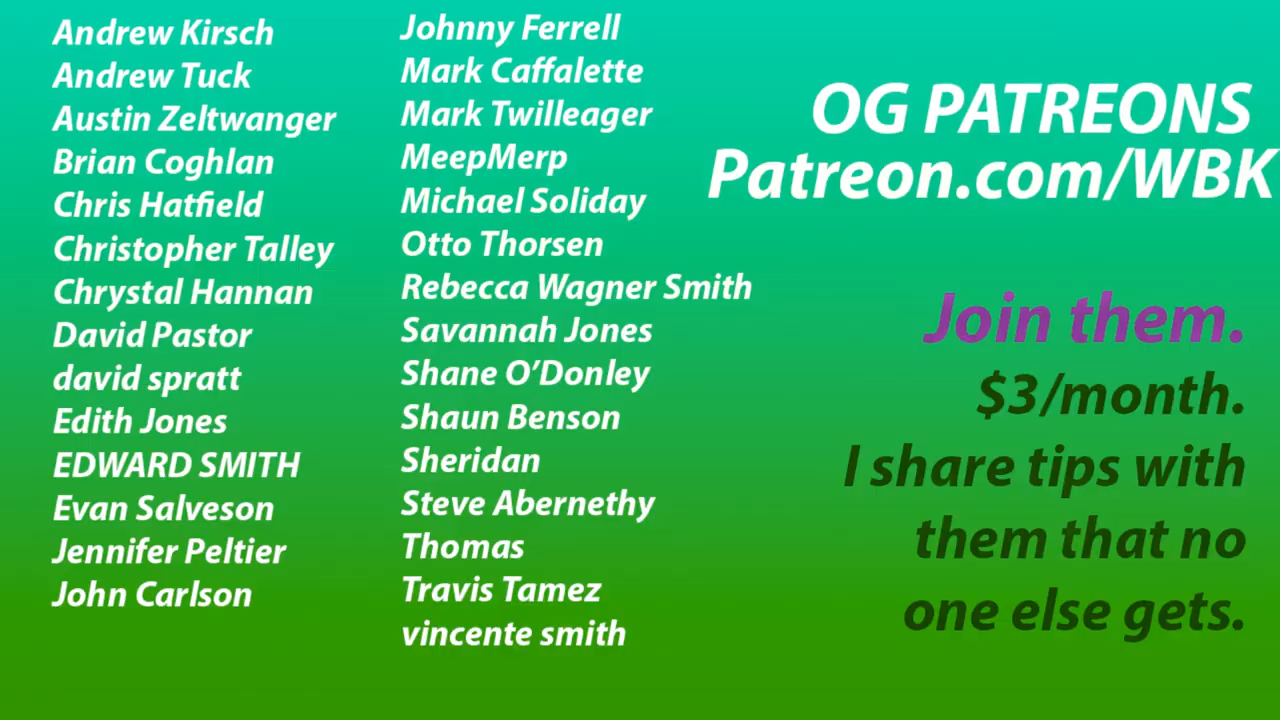 Andrew Kirsch
Andrew Tuck
Austin Zeltwanger
Brian Coghlan
Chris Hatfield
Christopher Talley
Chrystal Hannan
David Pastor
david spratt
Edith Jones
EDWARD SMITH
Evan Salveson
Jennifer Peltier
John Carlson
Johnny Ferrell
Mark Caffalette
Mark Twilleager
MeepMerp
Michael Soliday
Otto Thorsen
Rebecca Wagner Smith
Savannah Jones
Shane O’Donley
Shaun Benson
Sheridan
Steve Abernethy
Thomas
Travis Tamez
vincente smith
OG PATREONS
Patreon.com/WBK
Join them.
$3/month.
I share tips with
them that no
one else gets.